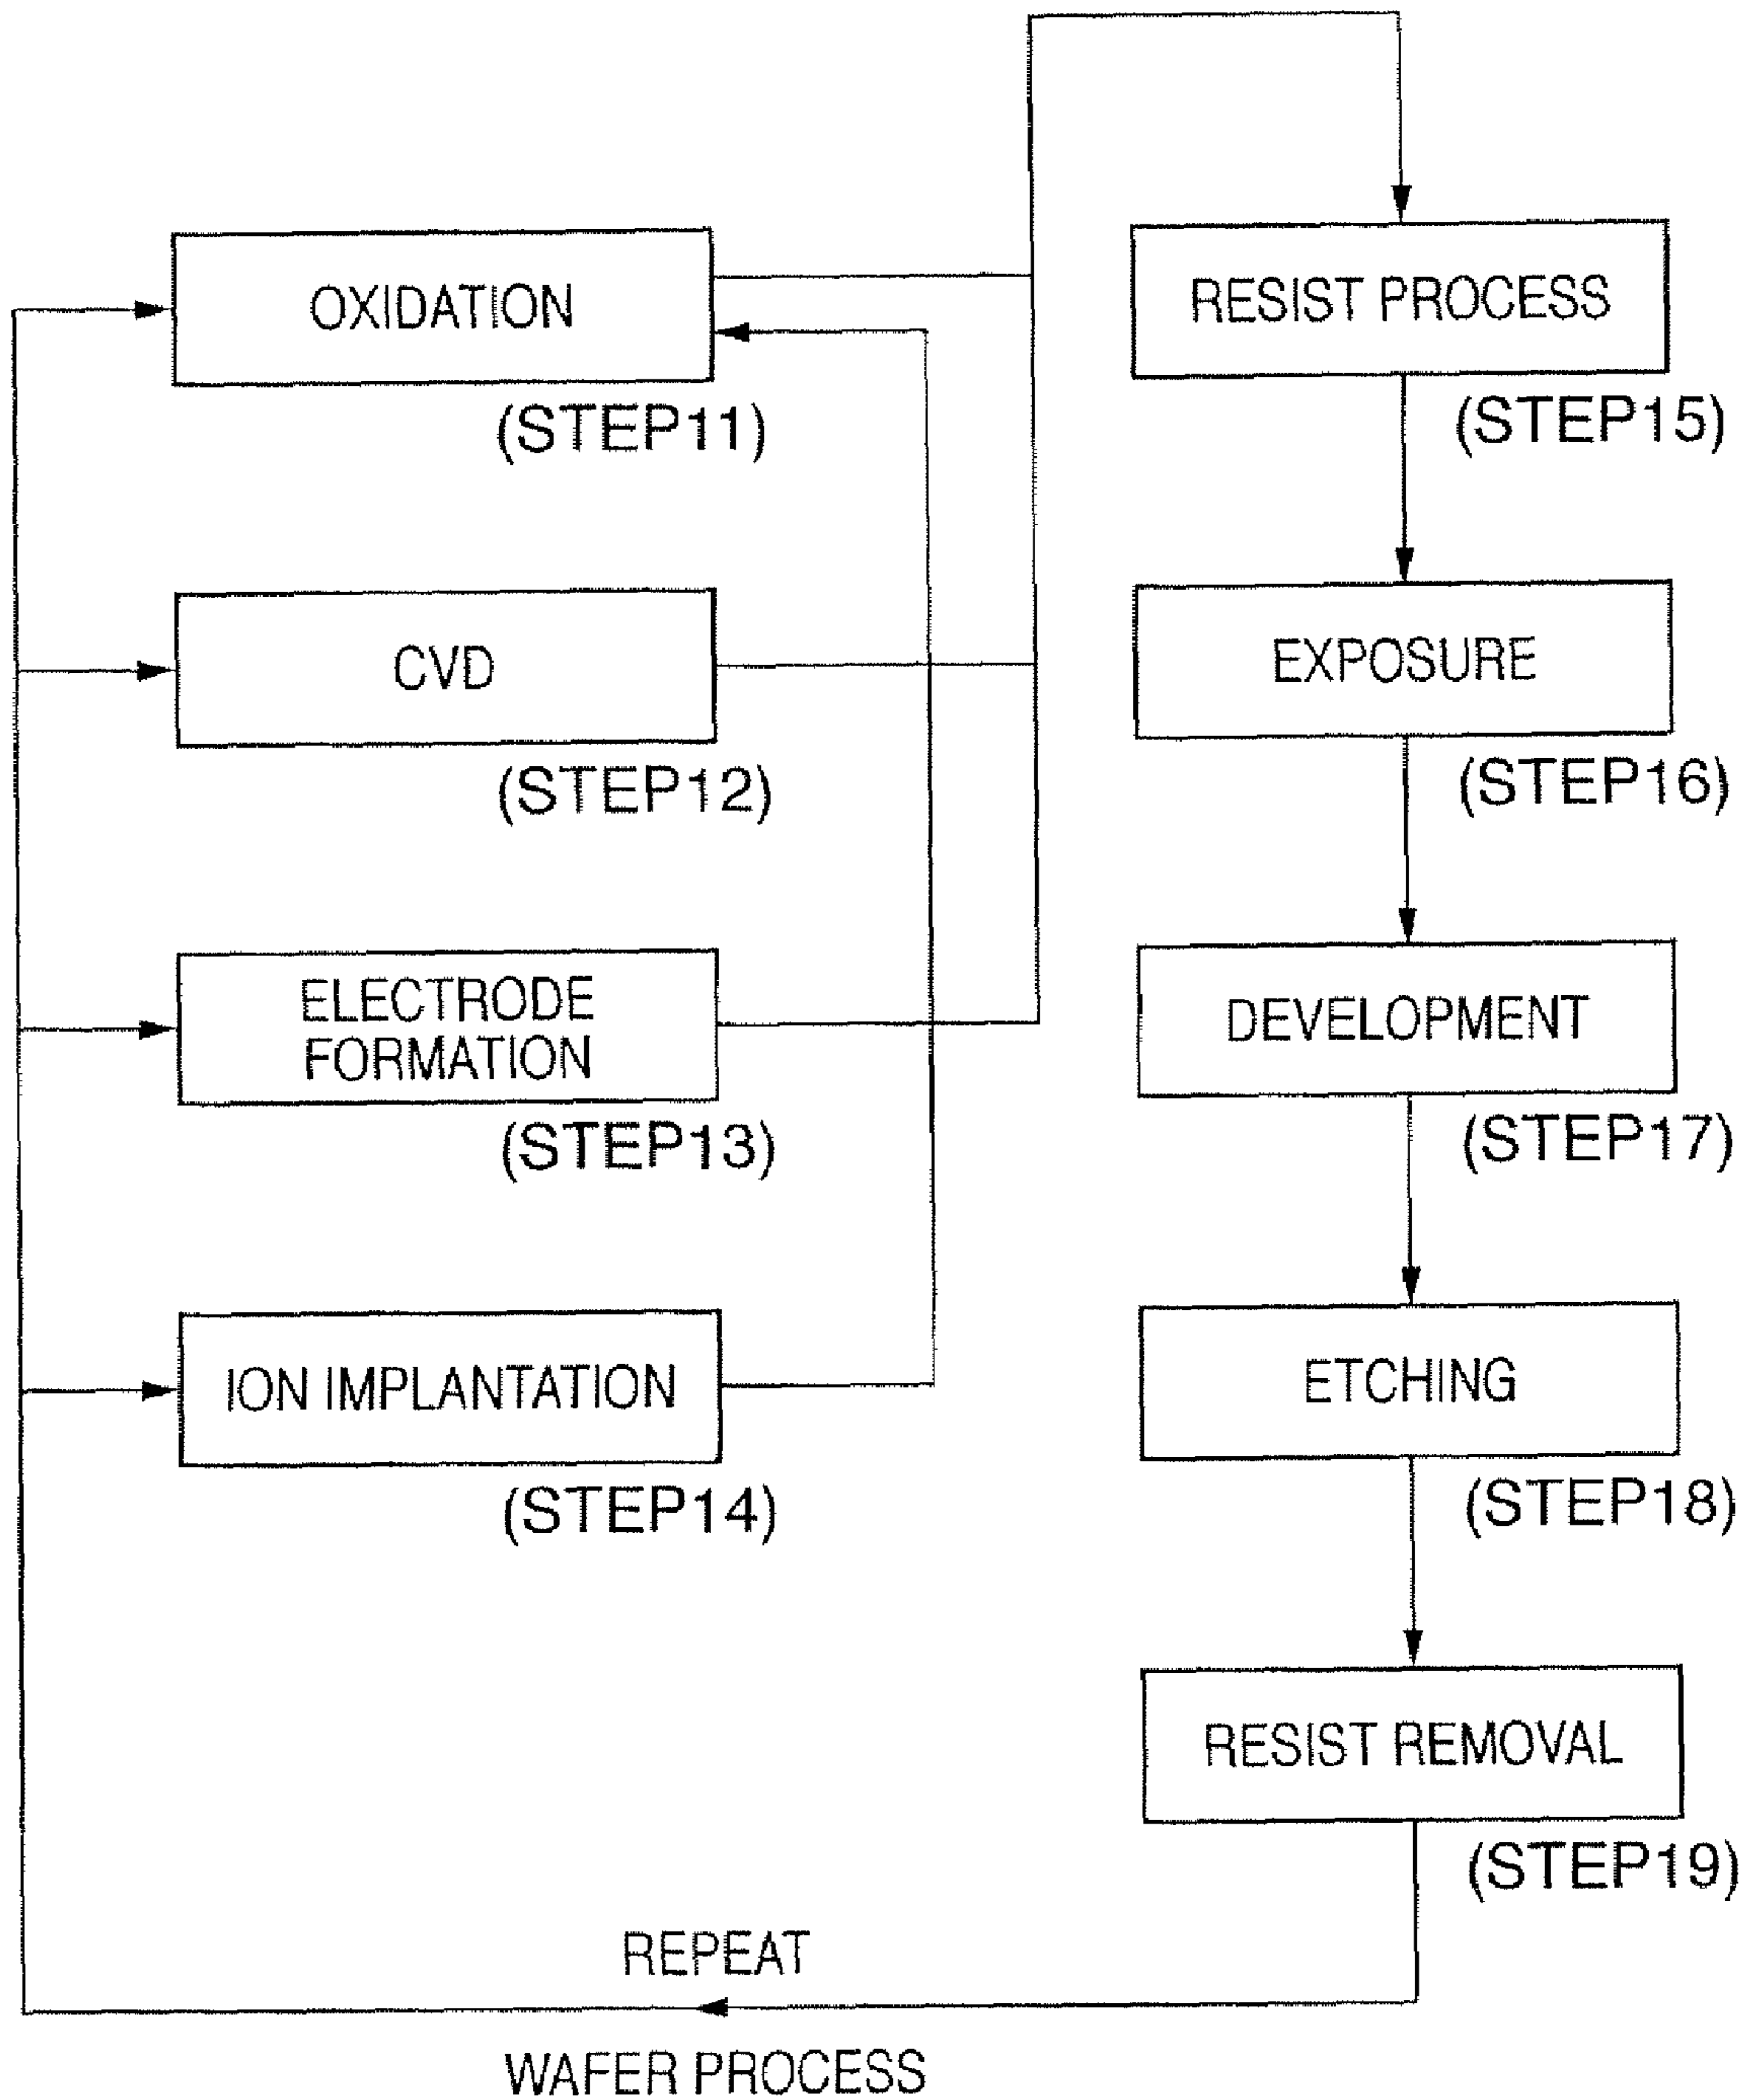 OXIDATION
(STEP11)
CVD
(STEP12)
ELECTRODE
FORMATION
(STEP13)
ION IMPLANTATION
(STEP14)
RESIST PROCESS
(STEP15)
EXPOSURE
(STEP16)
DEVELOPMENT
(STEP17)
ETCHING
(STEP18)
RESIST REMOVAL
(STEP19)
REPEAT
WAFER PROCESS